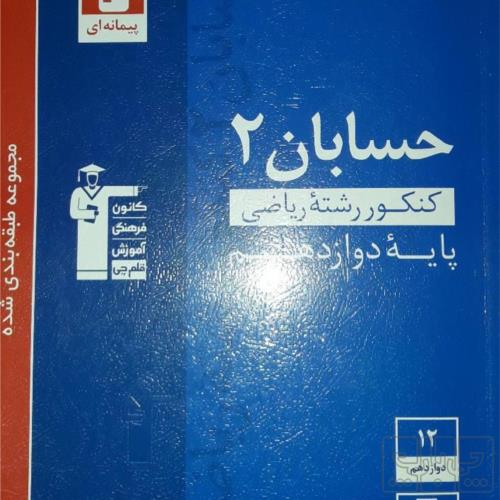 پیمانه‌ای
مجموعه طبقه‌بندی شده
حسابان ۲
کنکور رشتهٔ ریاضی
پایهٔ دوازدهم
کانون
فرهنگی
آموزش
قلم‌چی
۱۲
دوازدهم